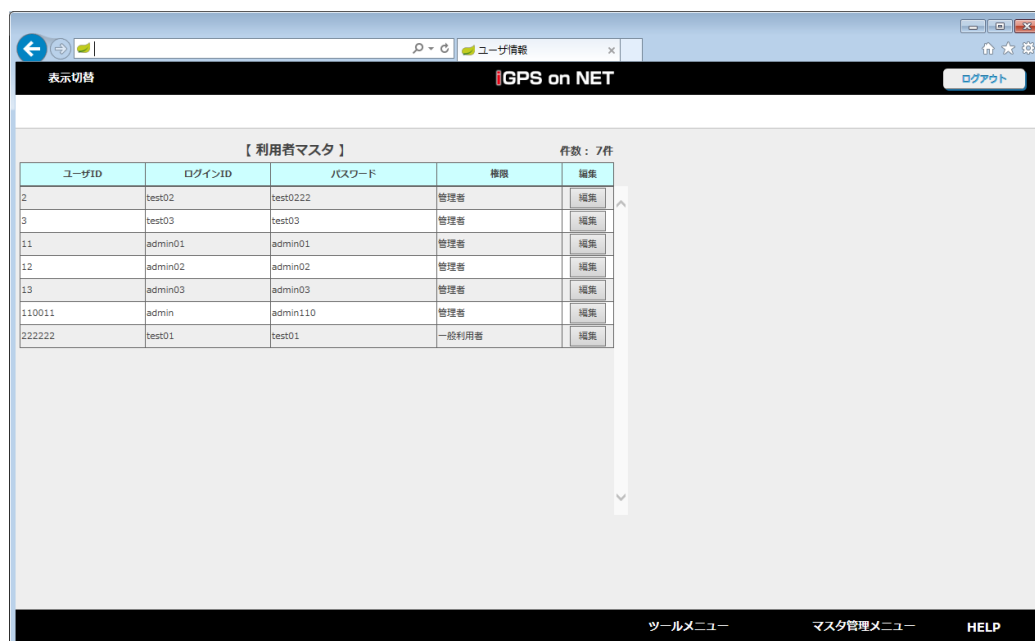 ユーザ情報
表示切替 iGPS on NET ログアウト
【 利用者マスタ 】 件数： 7件
ユーザID ログインID パスワード 権限 編集
2 test02 test0222 管理者 編集
3 test03 test03 管理者 編集
11 admin01 admin01 管理者 編集
12 admin02 admin02 管理者 編集
13 admin03 admin03 管理者 編集
110011 admin admin110 管理者 編集
222222 test01 test01 一般利用者 編集
ツールメニュー マスタ管理メニュー HELP